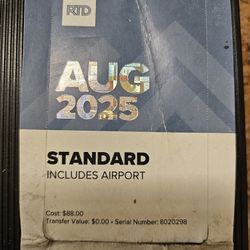 RTD
AUG
2025
STANDARD
INCLUDES AIRPORT
Cost: $88.00
Transfer Value: $0.00 • Serial Number: 8020298